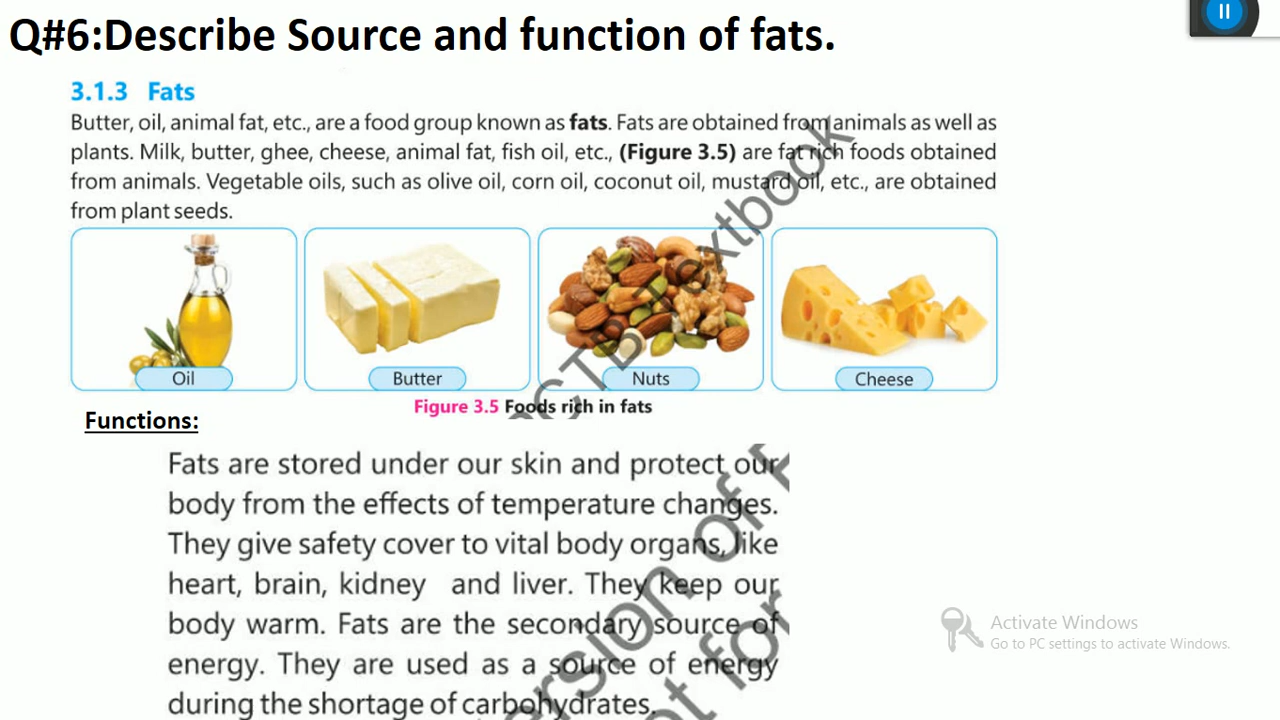 Q#6:Describe Source and function of fats.
3.1.3 Fats
Butter, oil, animal fat, etc., are a food group known as fats. Fats are obtained from animals as well as
plants. Milk, butter, ghee, cheese, animal fat, fish oil, etc., (Figure 3.5) are fat rich foods obtained
from animals. Vegetable oils, such as olive oil, corn oil, coconut oil, mustard oil, etc., are obtained
from plant seeds.
Oil
Butter
Nuts
Cheese
Figure 3.5 Foods rich in fats
Functions:
Fats are stored under our skin and protect our
body from the effects of temperature changes.
They give safety cover to vital body organs, like
heart, brain, kidney and liver. They keep our
body warm. Fats are the secondary source of
energy. They are used as a source of energy
during the shortage of carbohydrates.
Activate Windows
Go to PC settings to activate Windows.